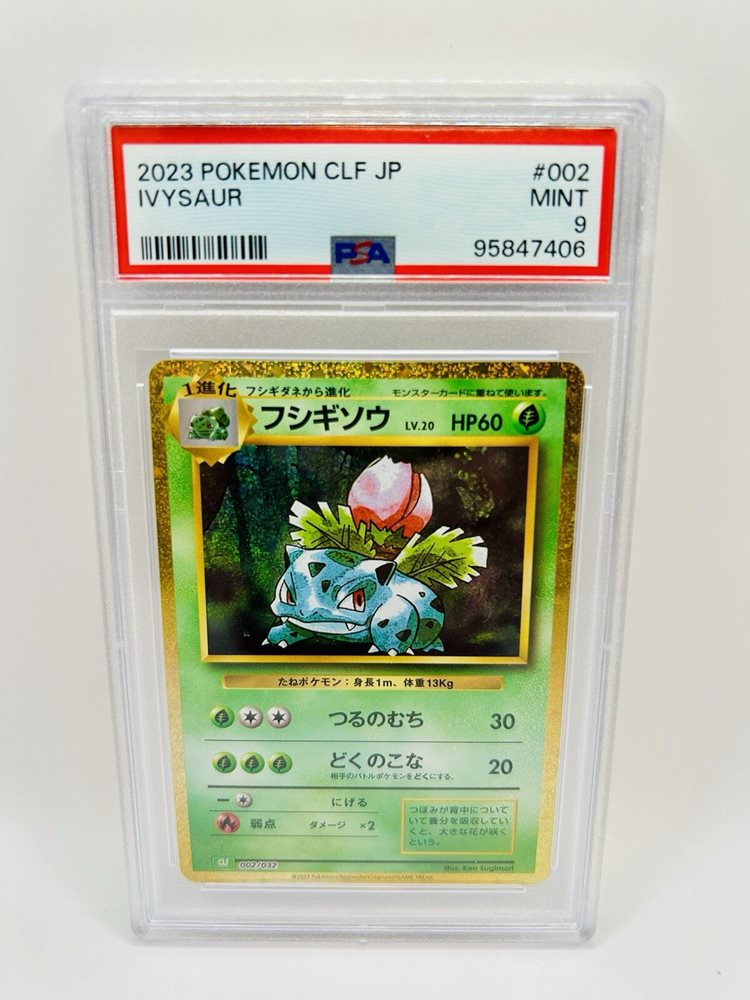 2023 POKEMON CLF JP #002
IVYSAUR MINT
9
PSA 95847406
1進化 フシギダネから進化 モンスターカードに重ねて使います。
フシギソウ LV.20 HP60
たねポケモン：身長1m、体重13Kg
つるのむち 30
どくのこな 20
相手のバトルポケモンをどくにする。
ー にげる
弱点 ダメージ ×2
つぼみが背中について
いて養分を吸収してい
くと、大きな花が咲く
という。
CLF 002/032 illus. Ken Sugimori
©2023 Pokémon/Nintendo/Creatures/GAME FREAK